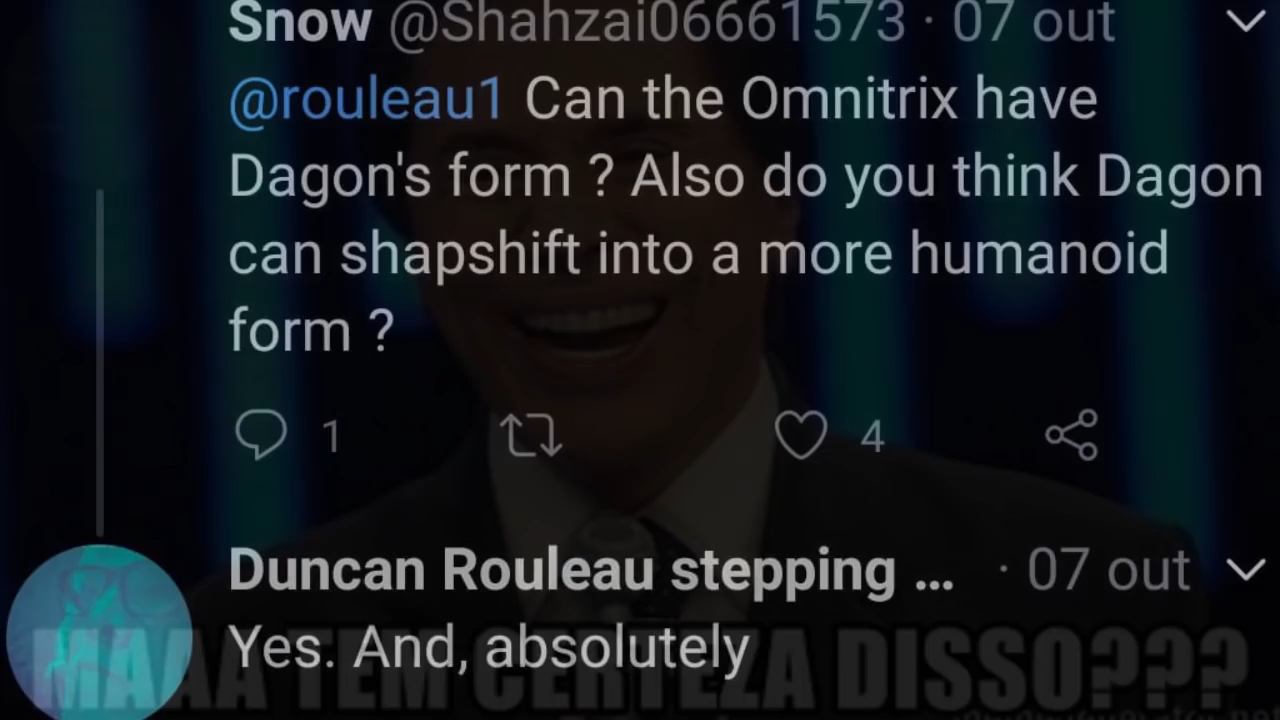 Snow @Shahzai06661573 · 07 out
@rouleau1 Can the Omnitrix have
Dagon's form ? Also do you think Dagon
can shapshift into a more humanoid
form ?
1
4
Duncan Rouleau stepping ... · 07 out
Yes. And, absolutely
MAAA TEM CERTEZA DISSO???